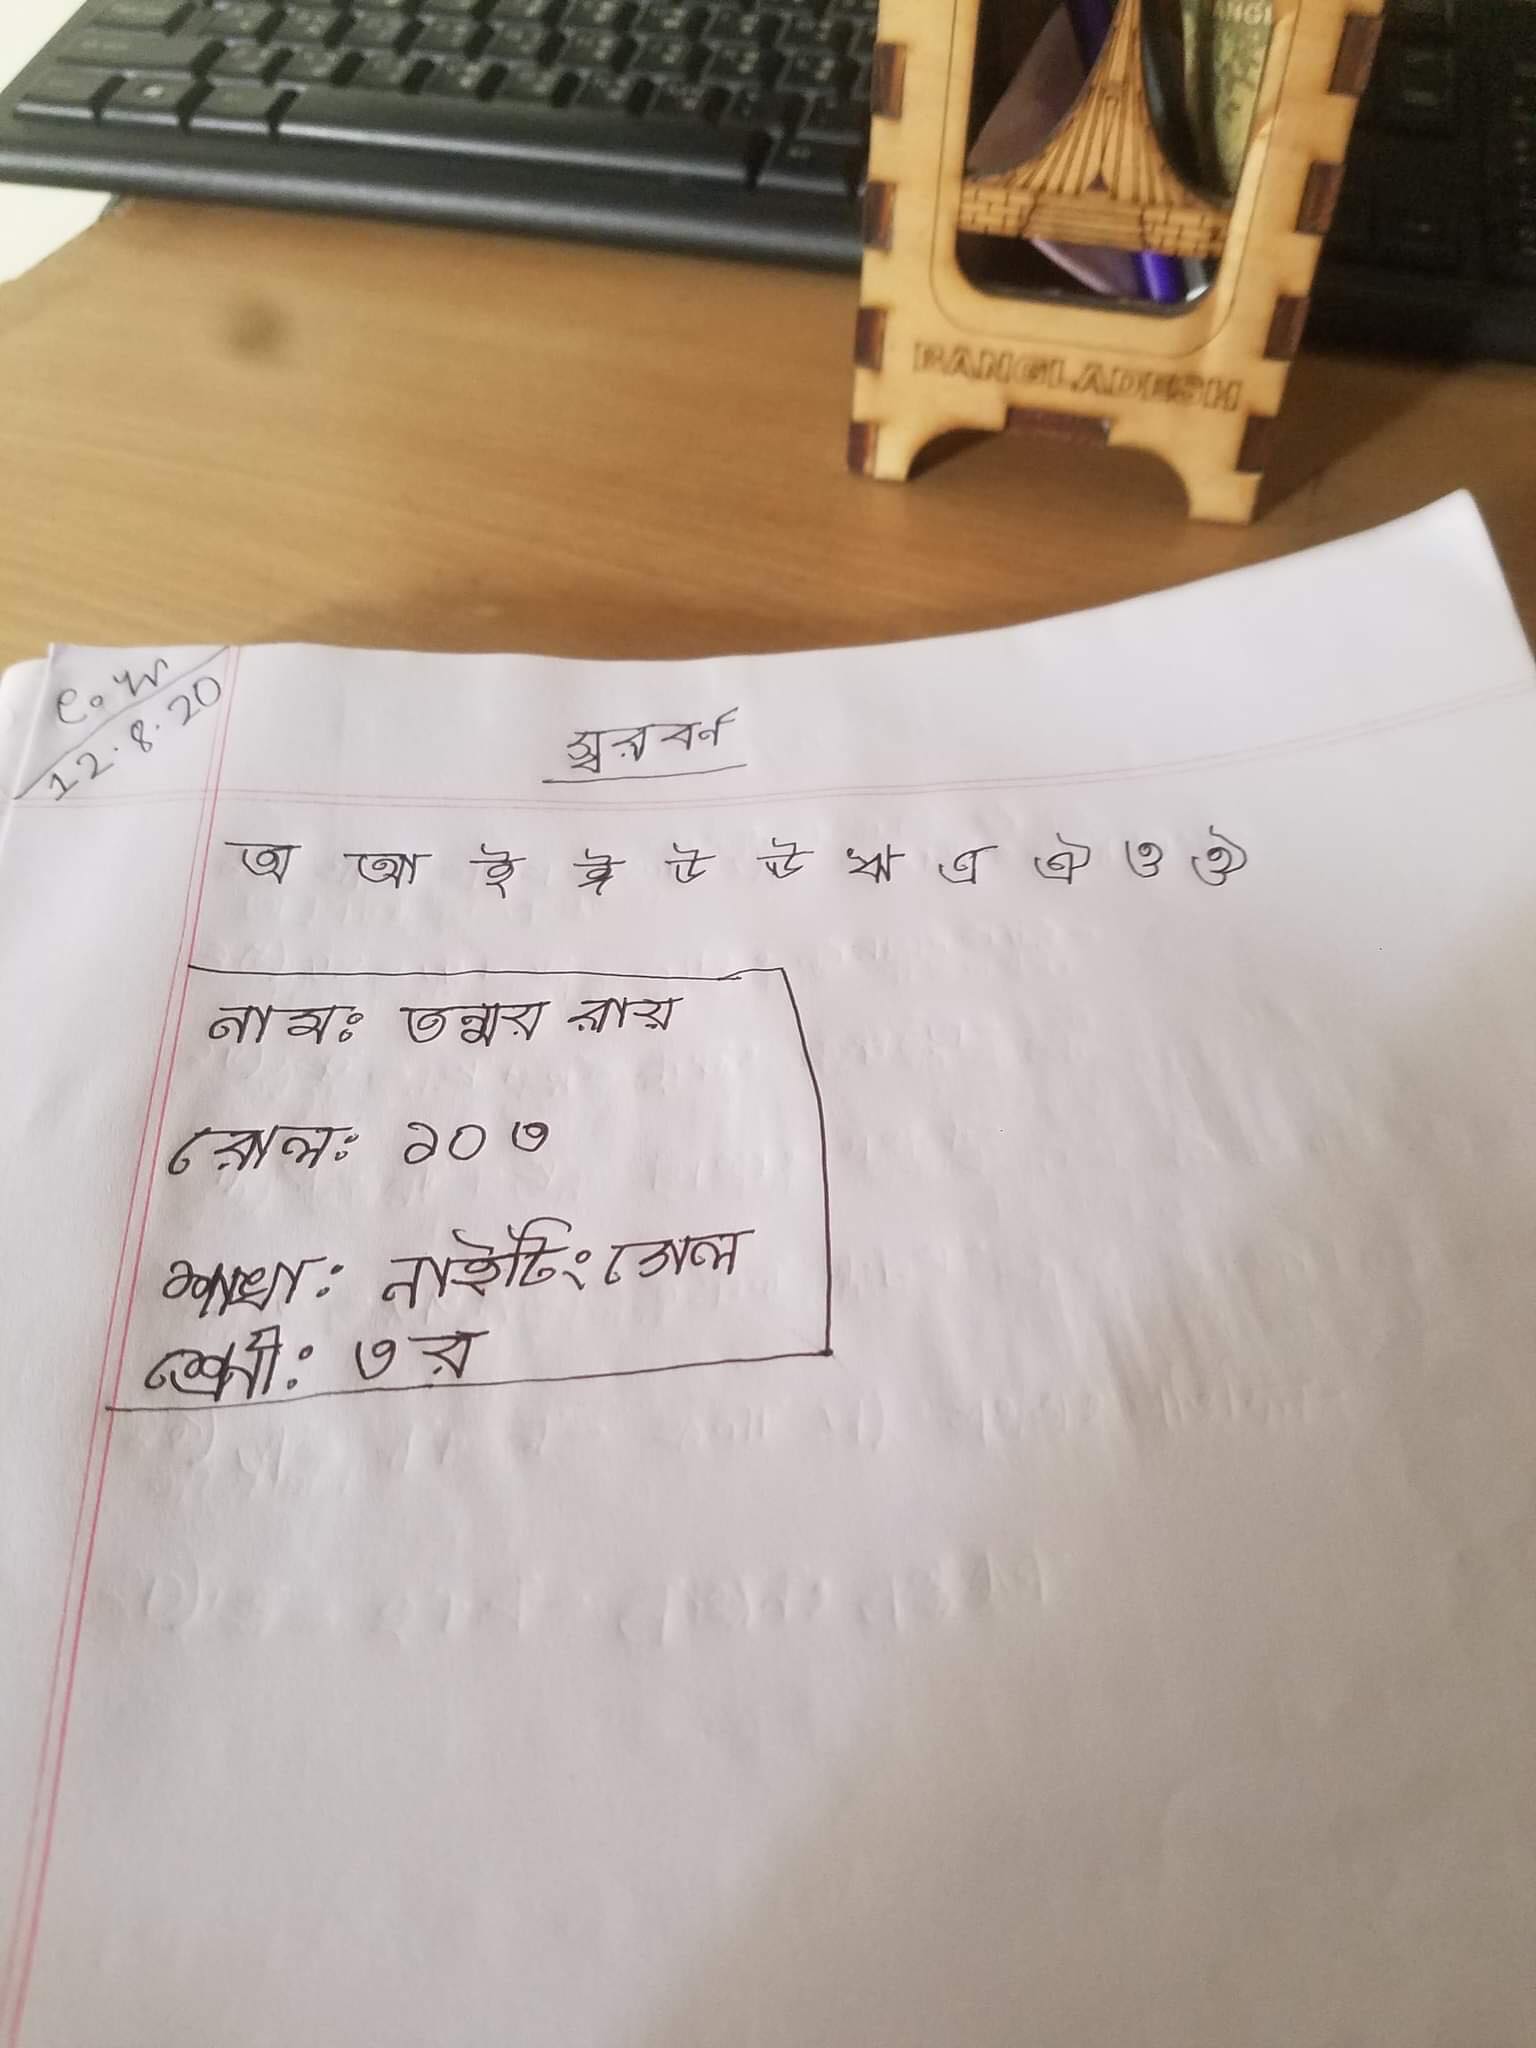 BANGLADESH
C.W
12.8.20
স্বরবর্ণ
অ আ ই ঈ উ ঊ ঋ এ ঐ ও ঔ
নামঃ তন্ময় রায়
রোলঃ ১০৩
শাখাঃ নাইটিংগেল
শ্রেণীঃ ৩য়